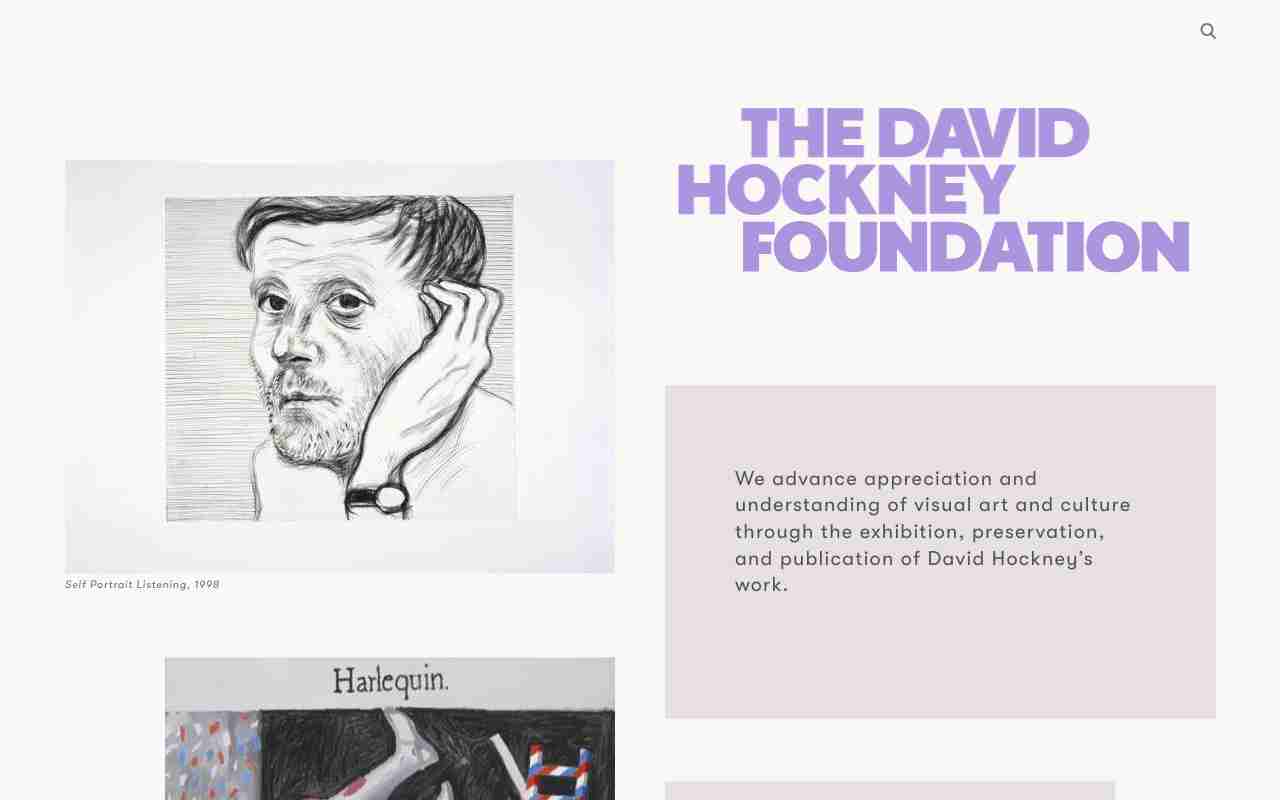 THE DAVID
HOCKNEY
FOUNDATION
Self Portrait Listening, 1998
We advance appreciation and
understanding of visual art and culture
through the exhibition, preservation,
and publication of David Hockney’s
work.
Harlequin.